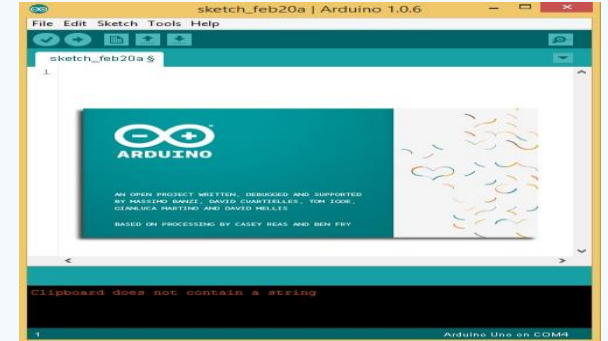 sketch_feb20a | Arduino 1.0.6
File Edit Sketch Tools Help
sketch_feb20a §
1
ARDUINO
AN OPEN PROJECT WRITTEN, DEBUGGED AND SUPPORTED
BY MASSIMO BANZI, DAVID CUARTIELLES, TOM IGOE,
GIANLUCA MARTINO AND DAVID MELLIS
BASED ON PROCESSING BY CASEY REAS AND BEN FRY
Clipboard does not contain a string
1 Arduino Uno on COM4